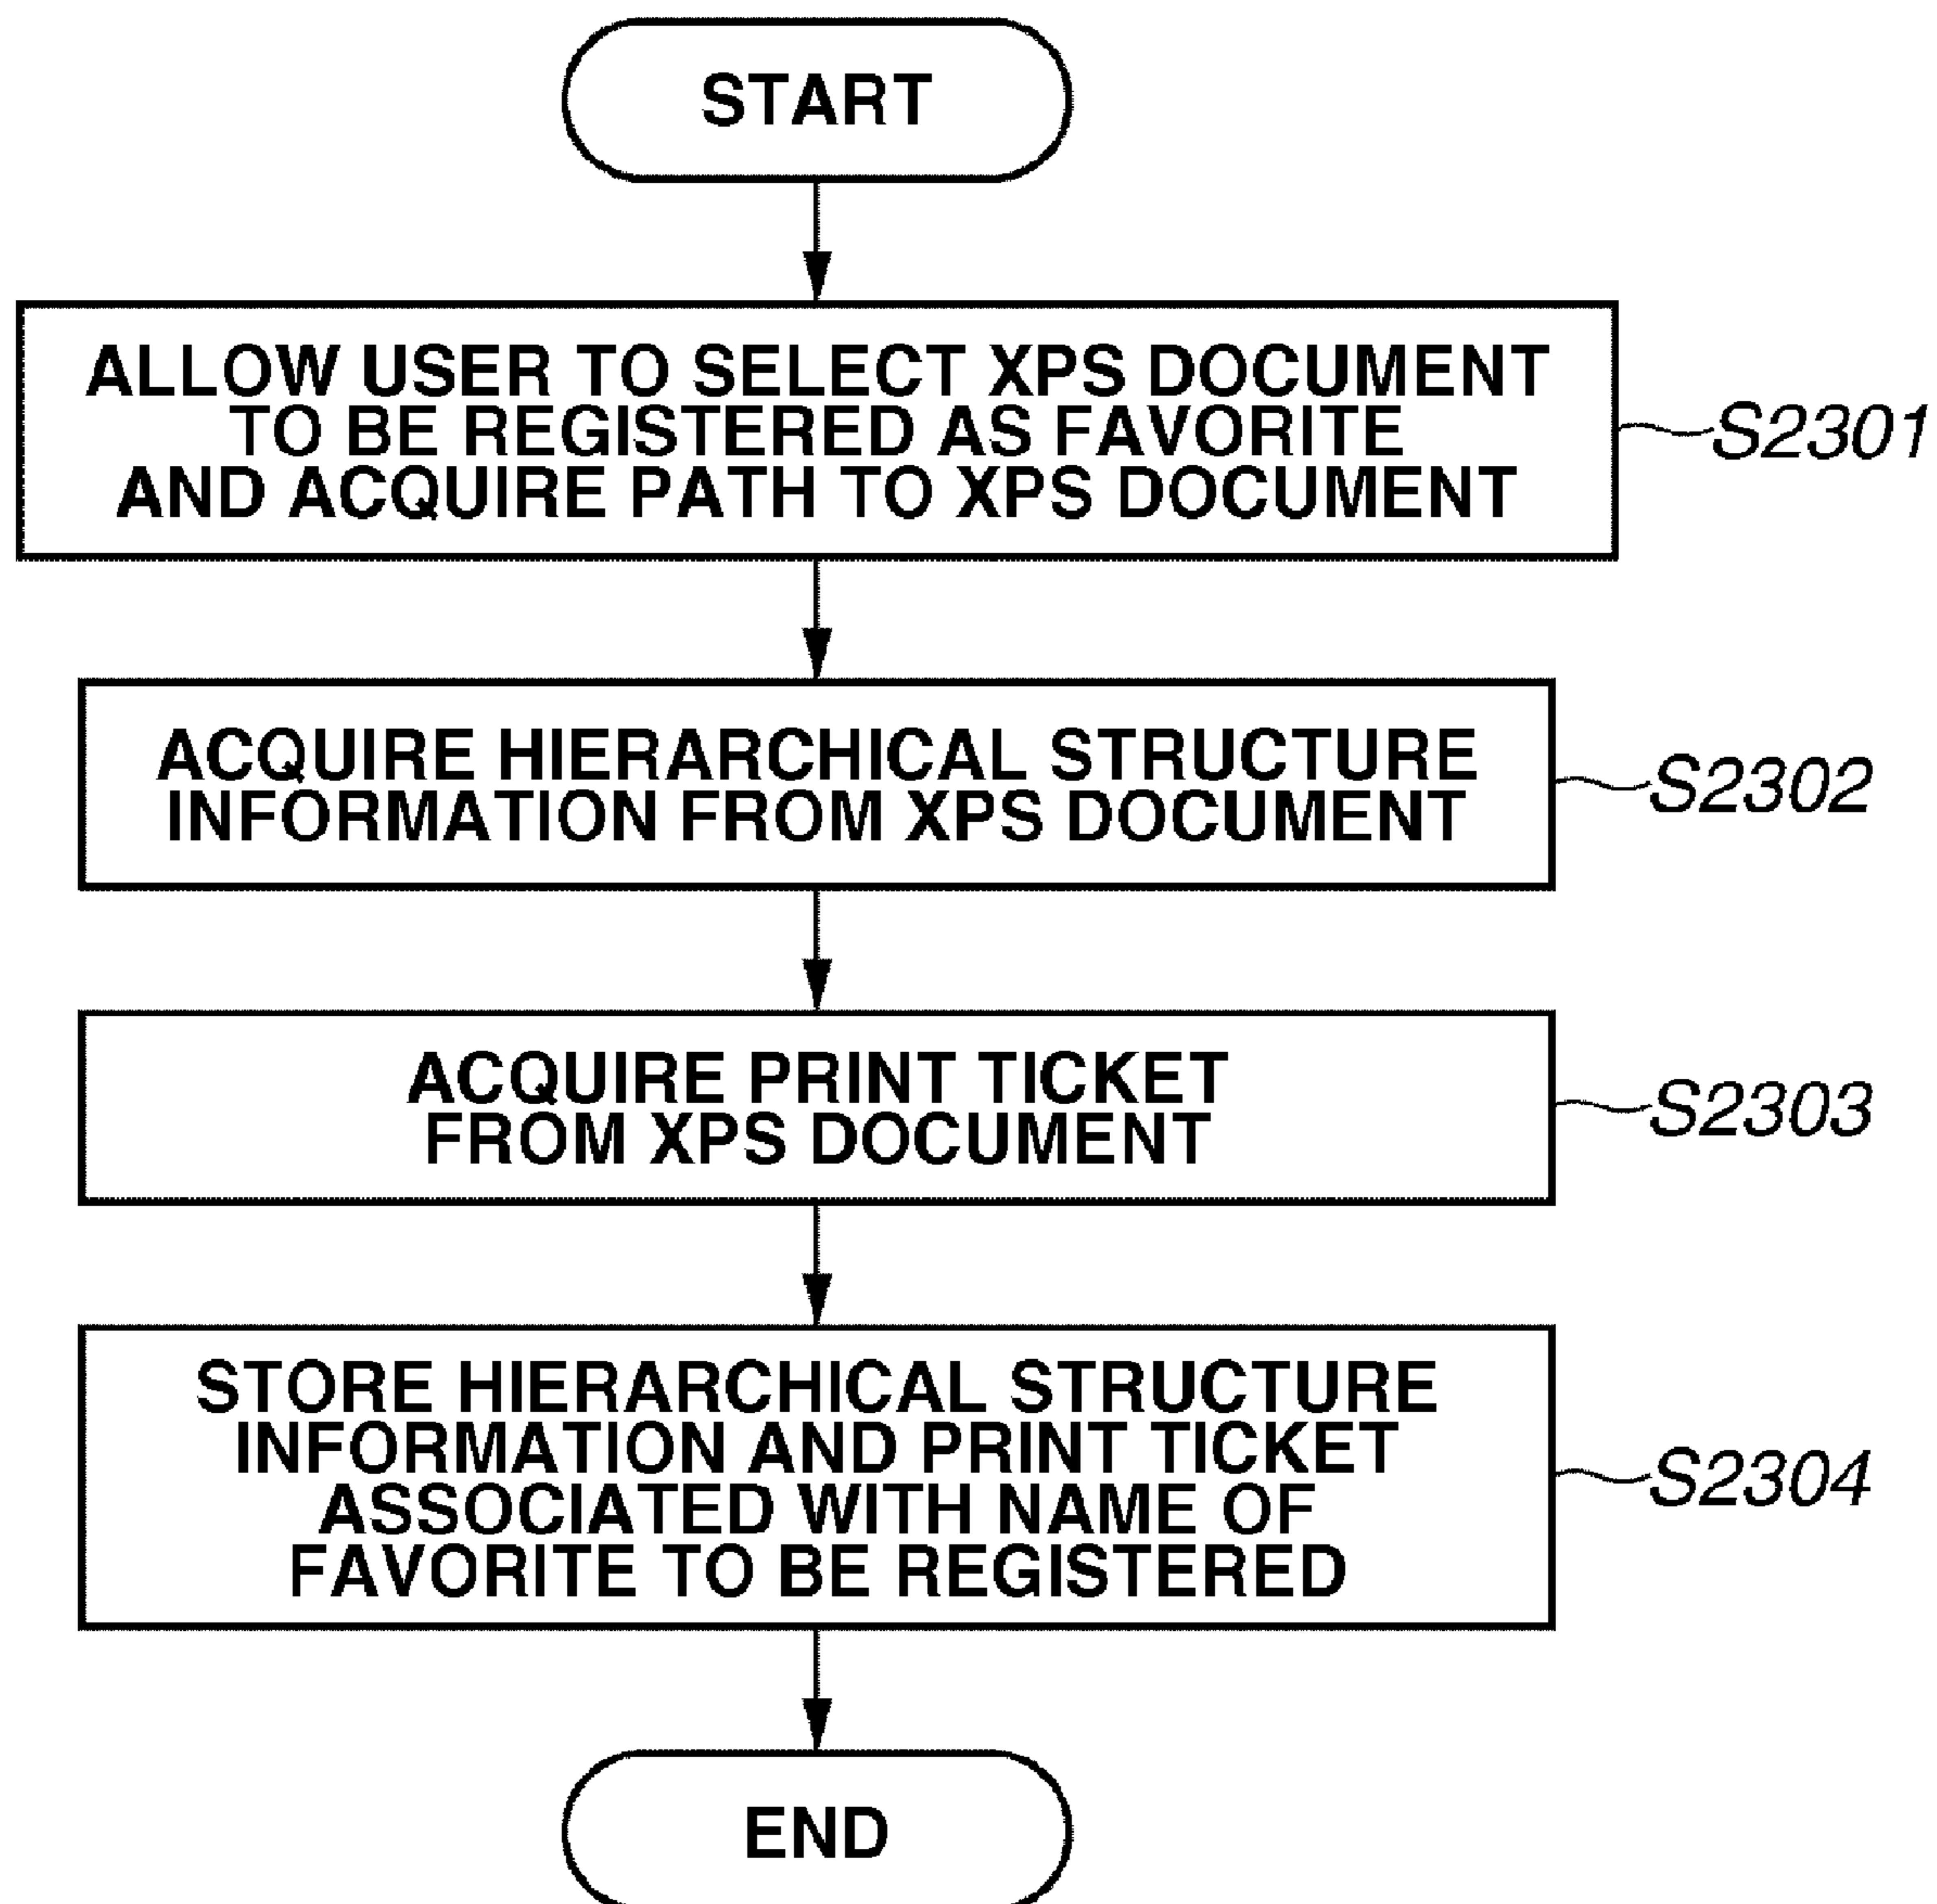 START
ALLOW USER TO SELECT XPS DOCUMENT
TO BE REGISTERED AS FAVORITE
AND ACQUIRE PATH TO XPS DOCUMENT
S2301
ACQUIRE HIERARCHICAL STRUCTURE
INFORMATION FROM XPS DOCUMENT
S2302
ACQUIRE PRINT TICKET
FROM XPS DOCUMENT
S2303
STORE HIERARCHICAL STRUCTURE
INFORMATION AND PRINT TICKET
ASSOCIATED WITH NAME OF
FAVORITE TO BE REGISTERED
S2304
END